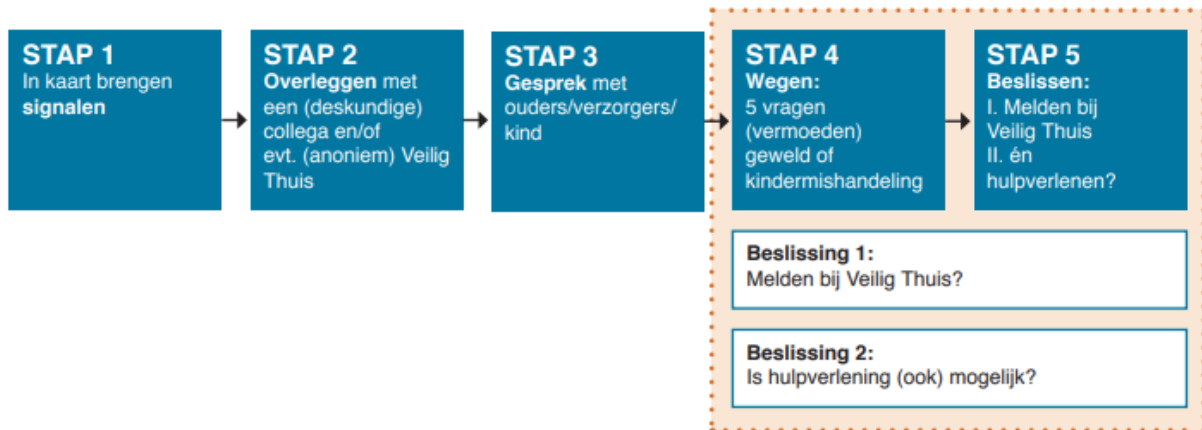 STAP 1
In kaart brengen
signalen
STAP 2
Overleggen met
een (deskundige)
collega en/of
evt. (anoniem) Veilig
Thuis
STAP 3
Gesprek met
ouders/verzorgers/
kind
STAP 4
Wegen:
5 vragen
(vermoeden)
geweld of
kindermishandeling
STAP 5
Beslissen:
I. Melden bij
Veilig Thuis
II. én
hulpverlenen?
Beslissing 1:
Melden bij Veilig Thuis?
Beslissing 2:
Is hulpverlening (ook) mogelijk?